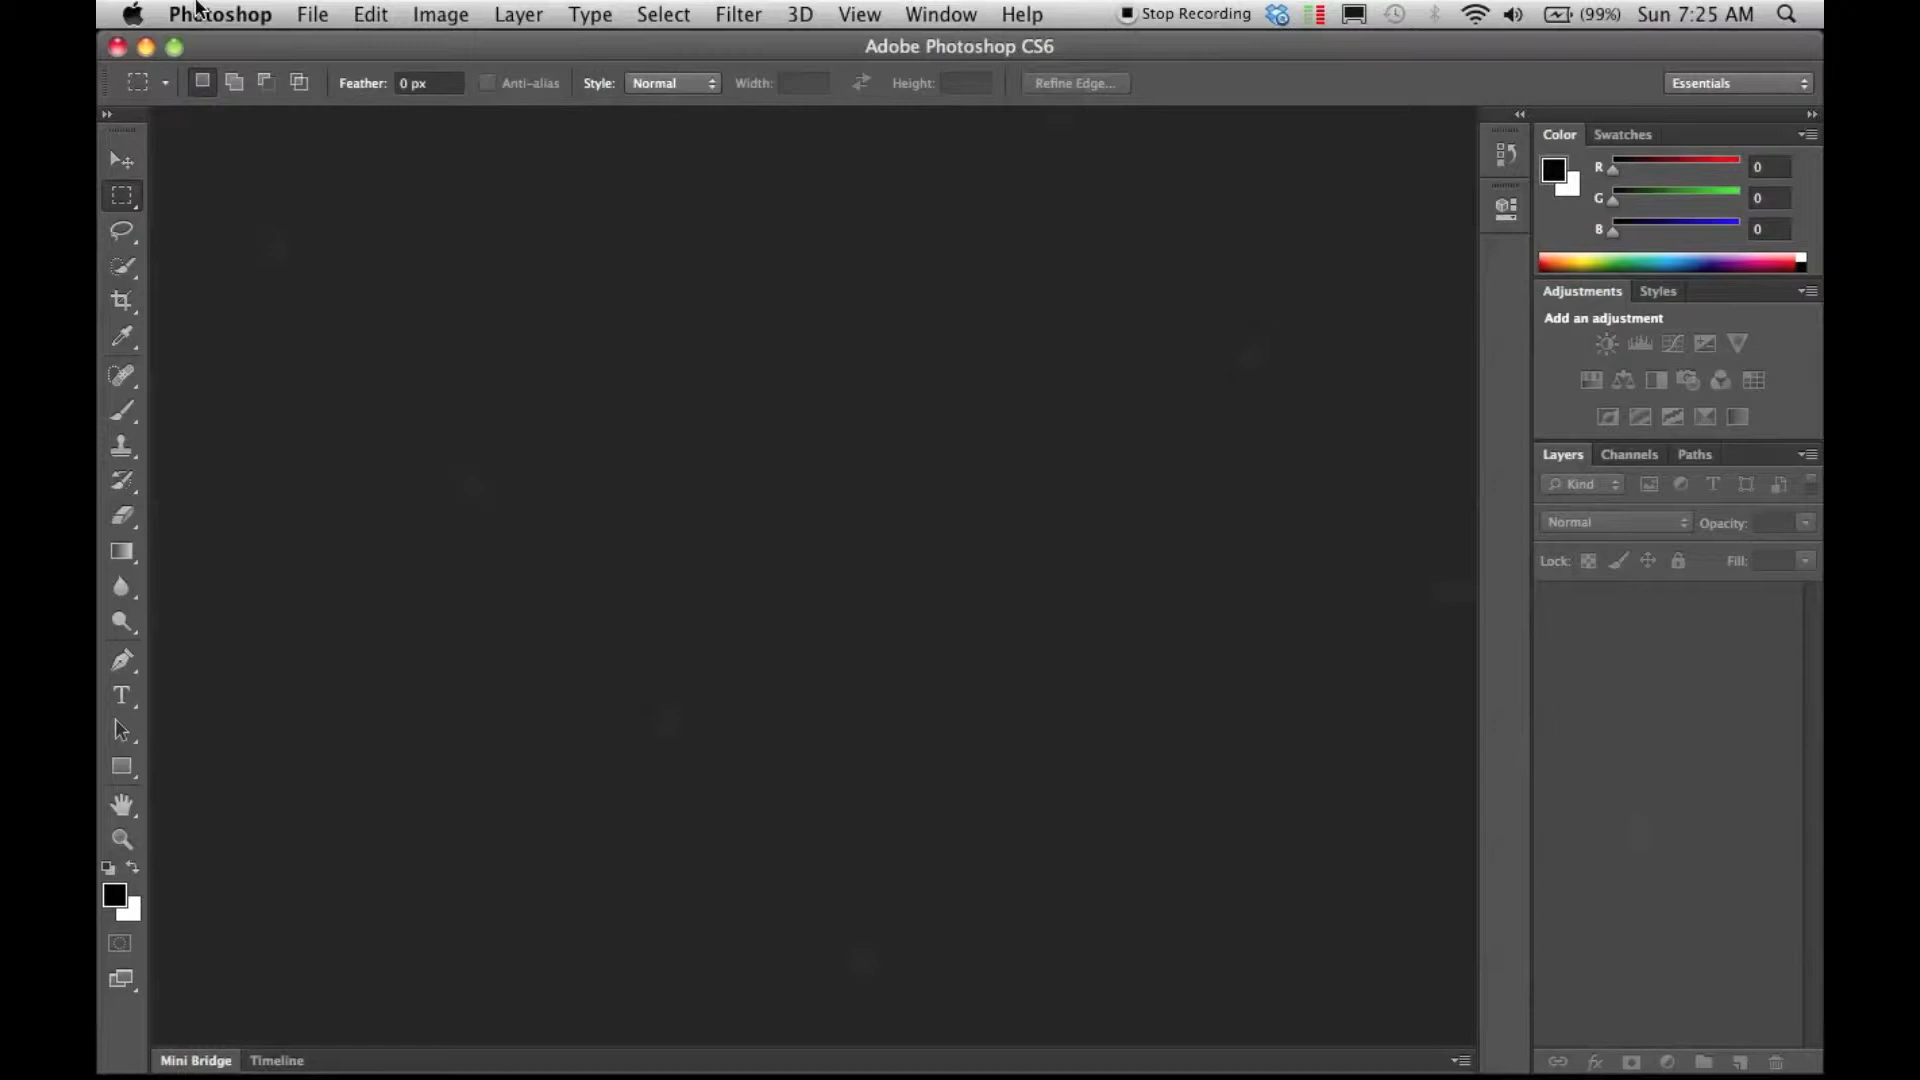 Photoshop File Edit Image Layer Type Select Filter 3D View Window Help Stop Recording (99%) Sun 7:25 AM
Adobe Photoshop CS6
Feather: 0 px Anti-alias Style: Normal Width: Height: Refine Edge... Essentials
Color Swatches
R 0
G 0
B 0
Adjustments Styles
Add an adjustment
Layers Channels Paths
Kind
Normal Opacity:
Lock: Fill:
Mini Bridge Timeline